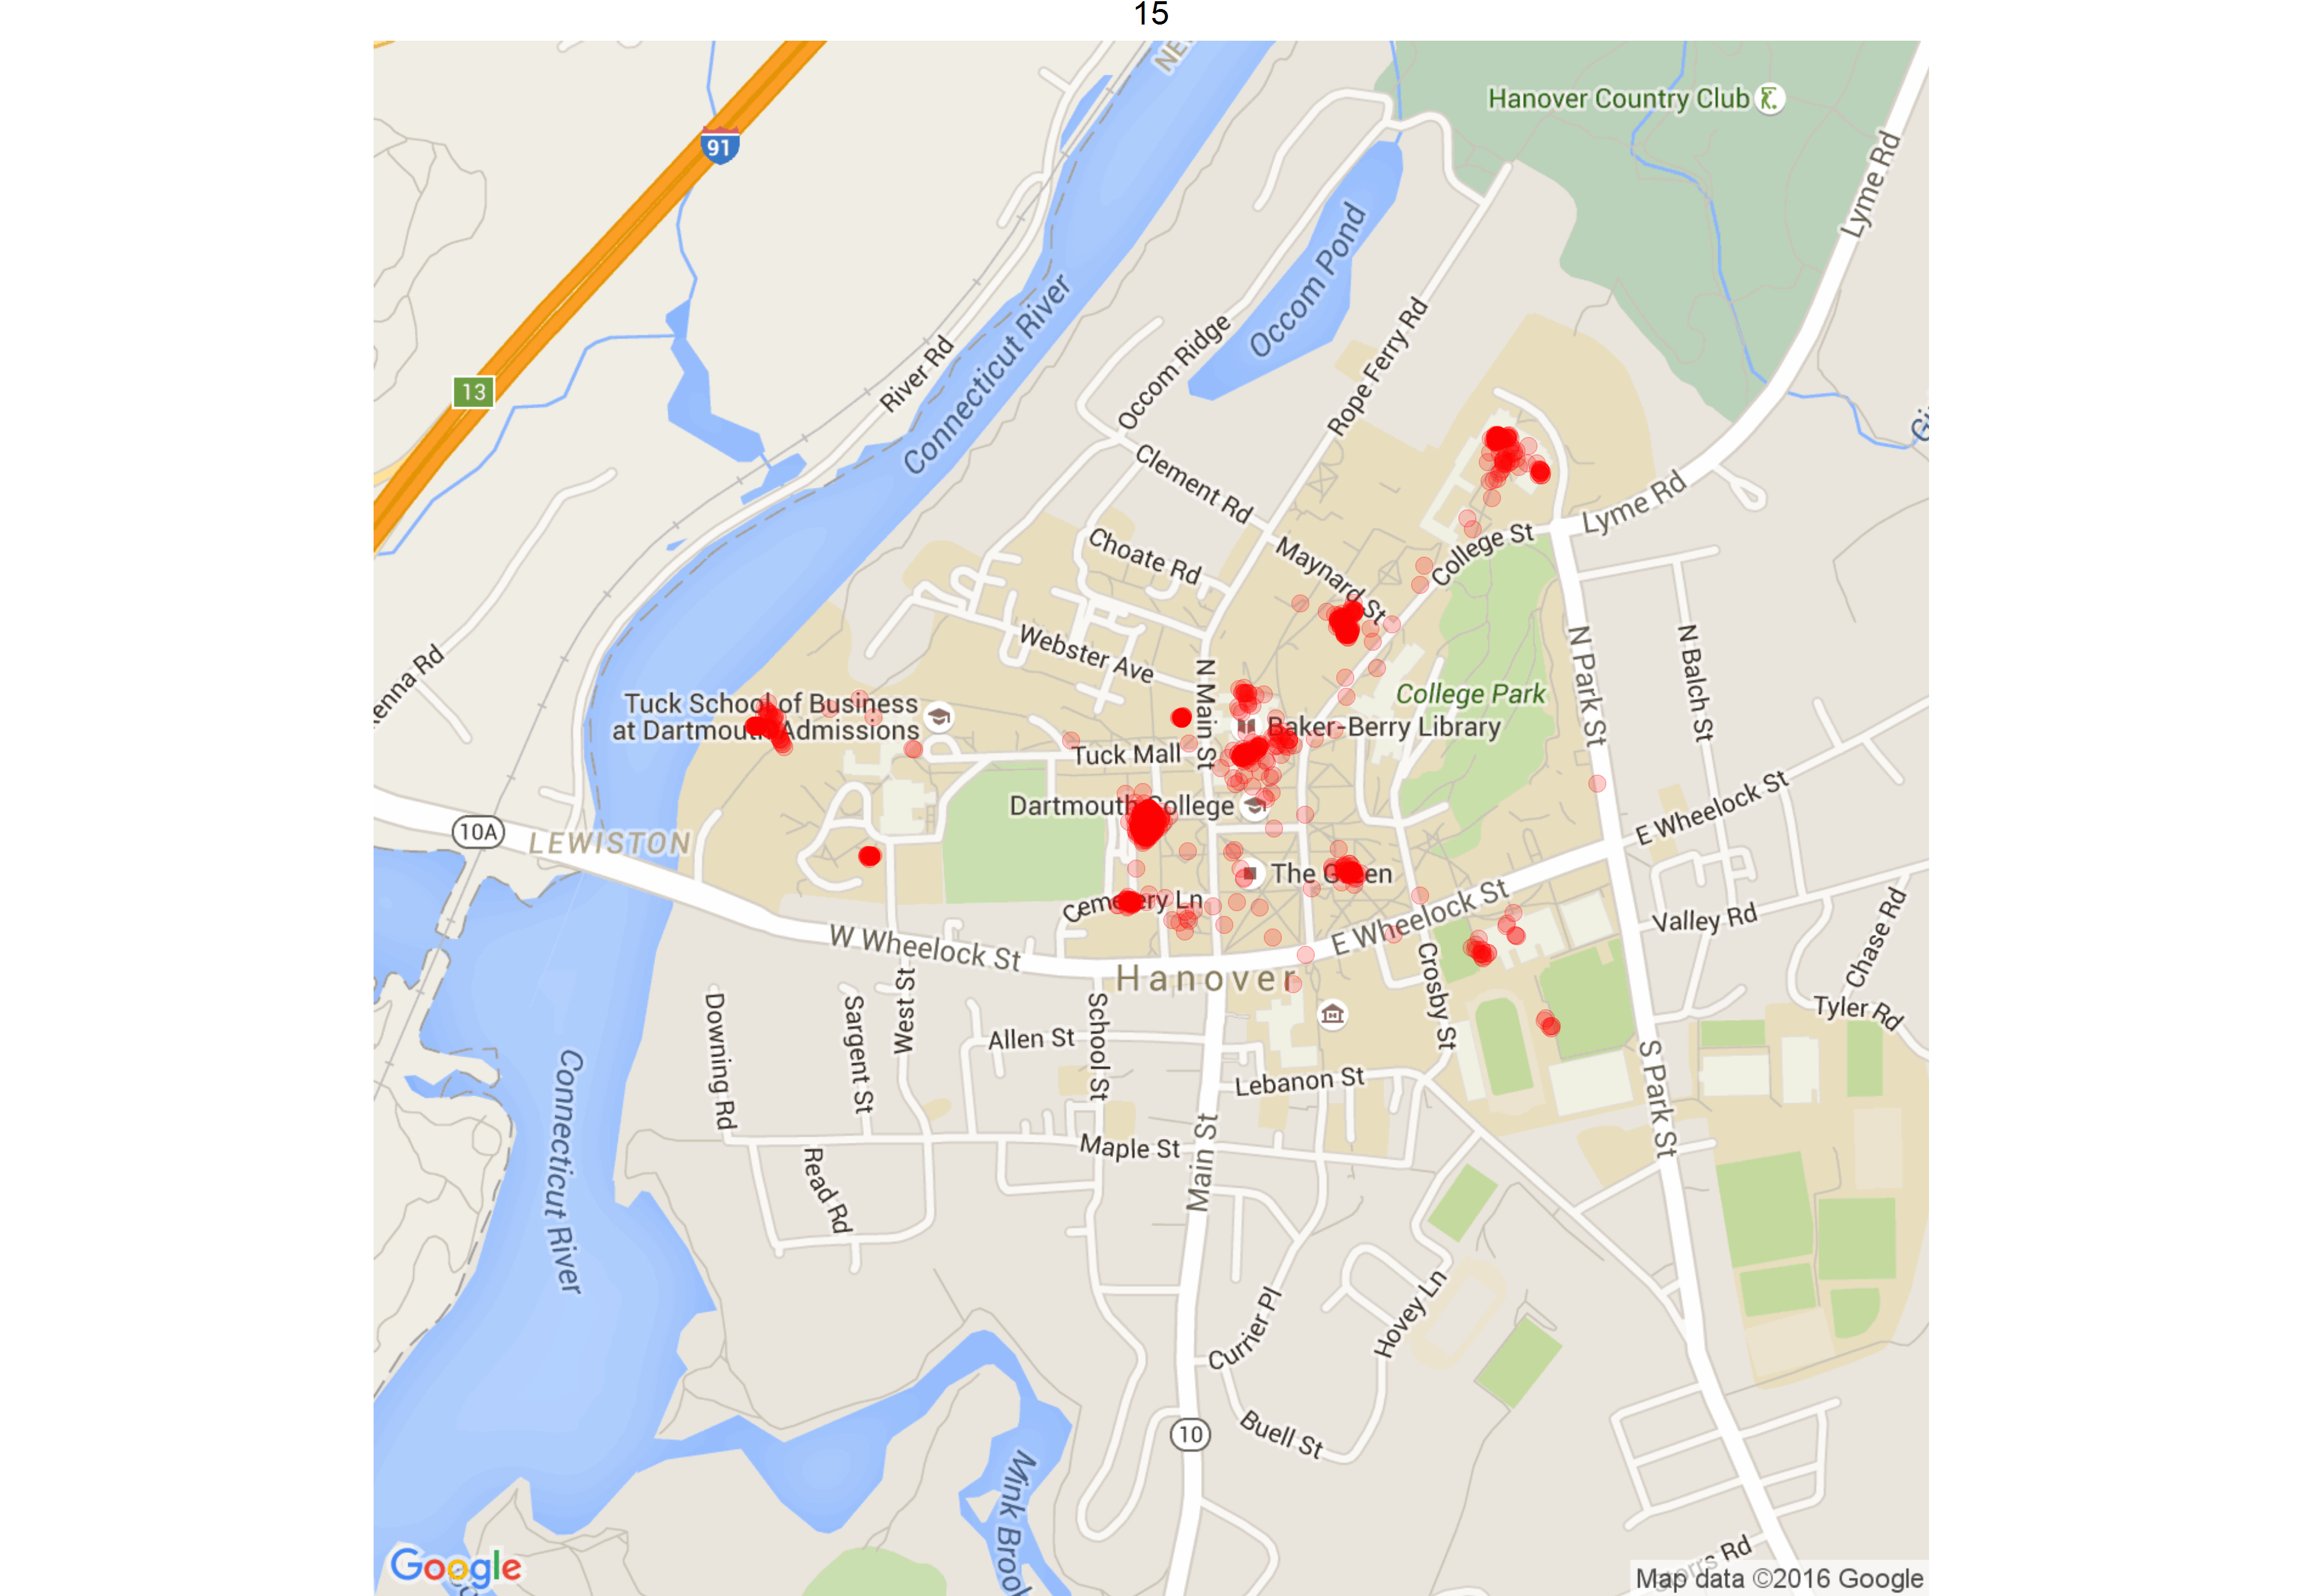 15
Hanover Country Club
91
Lyme Rd
Connecticut River
Occom Pond
River Rd
Occom Ridge
Rope Ferry Rd
13
Clement Rd
Lyme Rd
Choate Rd
Maynard St
College St
Webster Ave
N Main St
N Park St
N Balch St
College Park
Tuck School of Business
at Dartmouth Admissions
Baker-Berry Library
Tuck Mall
Dartmouth College
10A
LEWISTON
E Wheelock St
The Green
Cemetery Ln
E Wheelock St
Valley Rd
Chase Rd
W Wheelock St
Hanover
Crosby St
Tyler Rd
Downing Rd
Sargent St
West St
Allen St
School St
Lebanon St
S Park St
Connecticut River
Maple St
Main St
Read Rd
Currier Pl
Hovey Ln
Buell St
10
Mink Broo
Google
Map data ©2016 Google